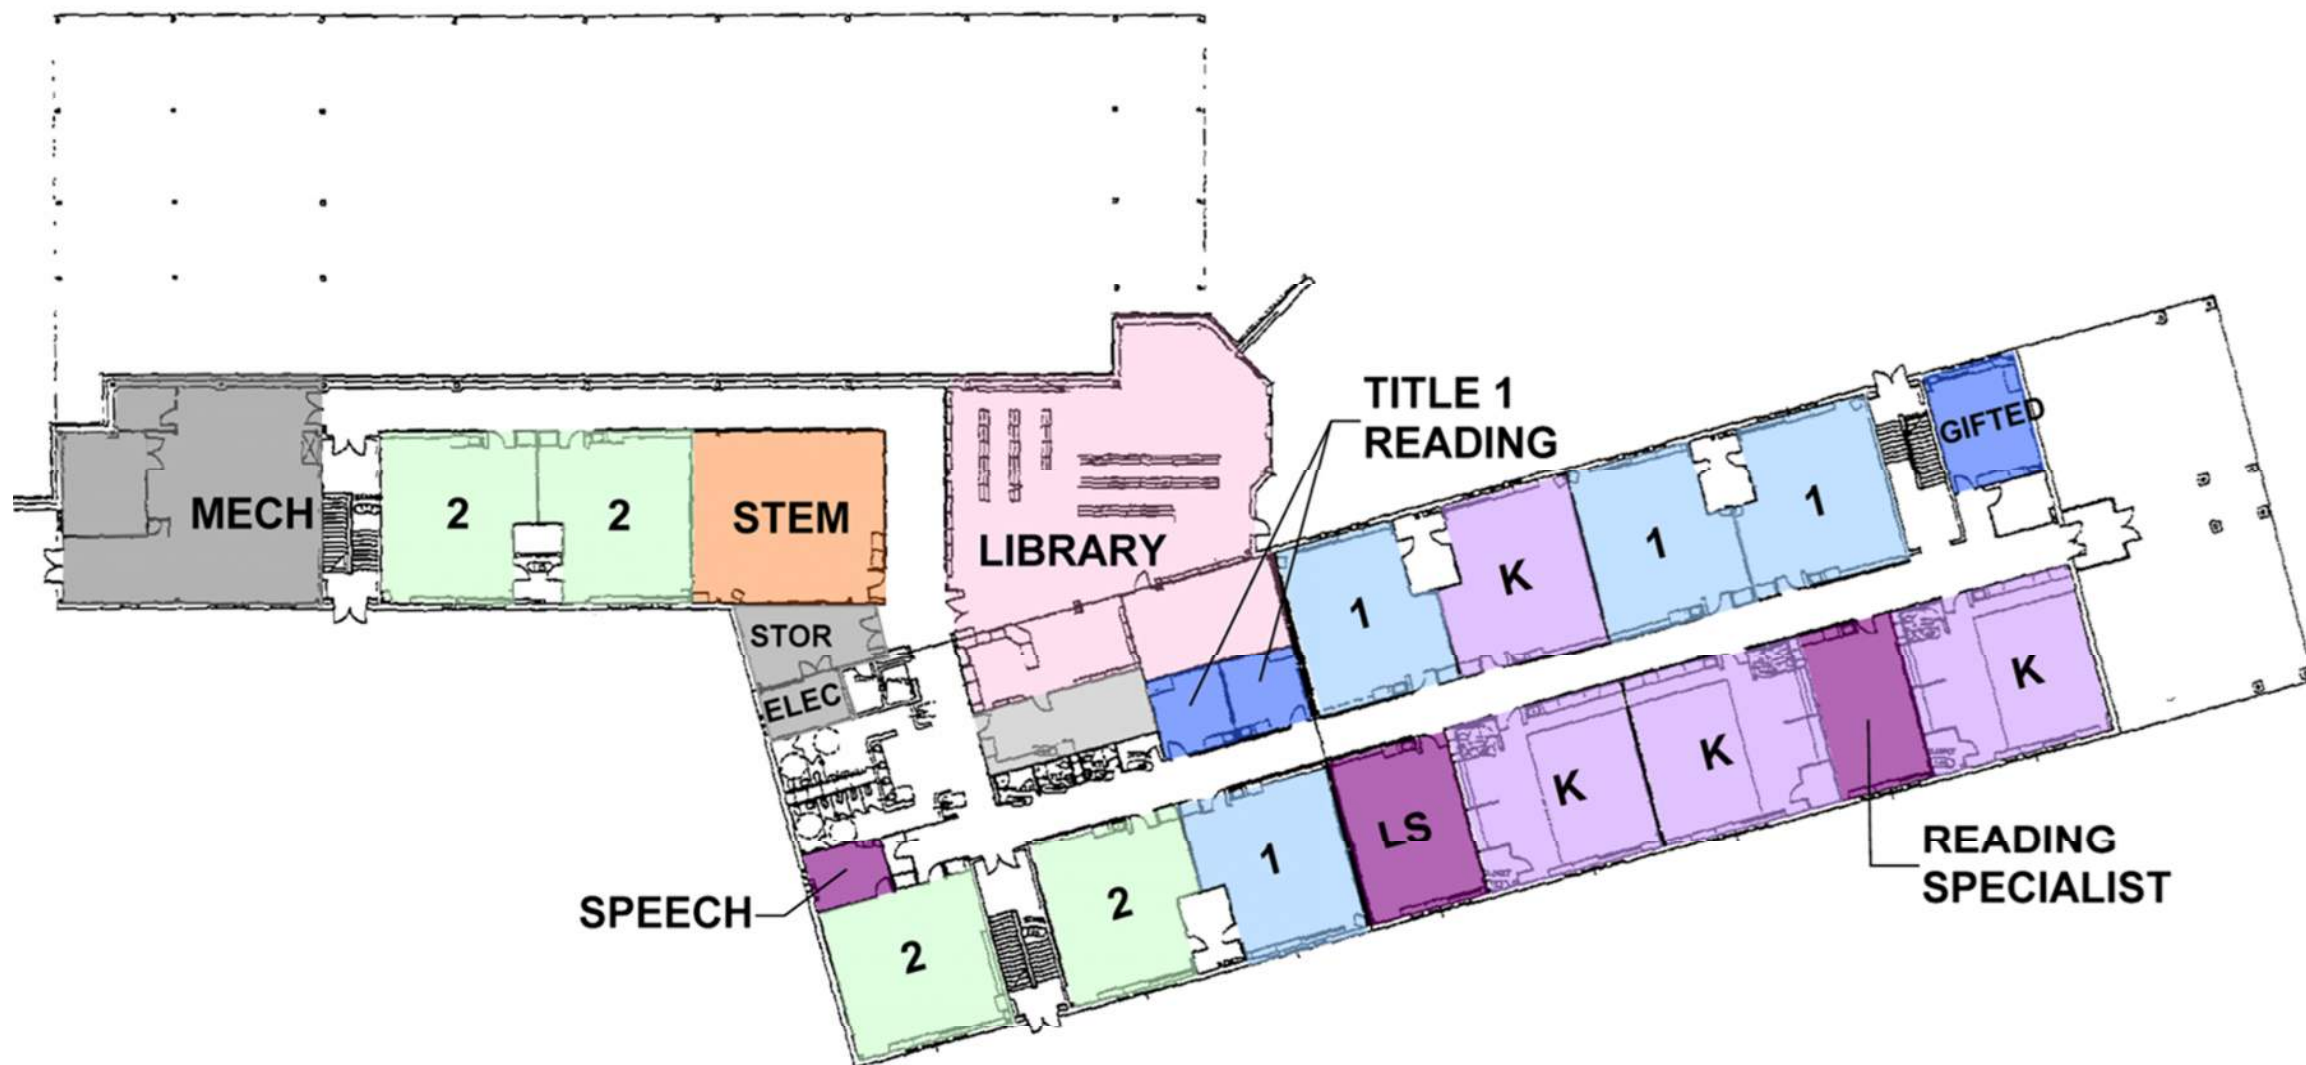 TITLE 1
READING
GIFTED
MECH
2
2
STEM
LIBRARY
1
K
1
1
STOR
ELEC
K
K
K
LS
1
2
2
SPEECH
READING
SPECIALIST